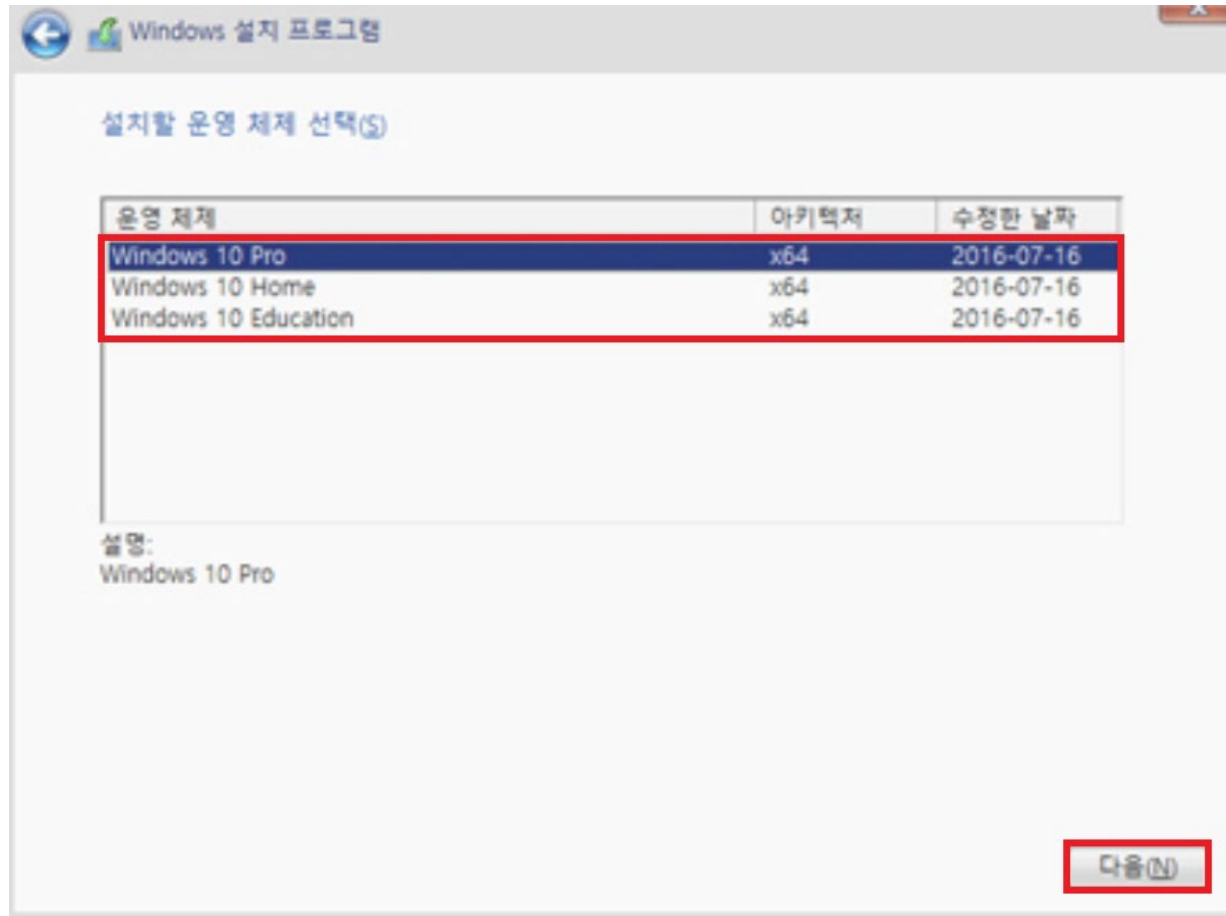 Windows 설치 프로그램
설치할 운영 체제 선택(S)
운영 체제 아키텍처 수정한 날짜
Windows 10 Pro x64 2016-07-16
Windows 10 Home x64 2016-07-16
Windows 10 Education x64 2016-07-16
설명:
Windows 10 Pro
다음(N)